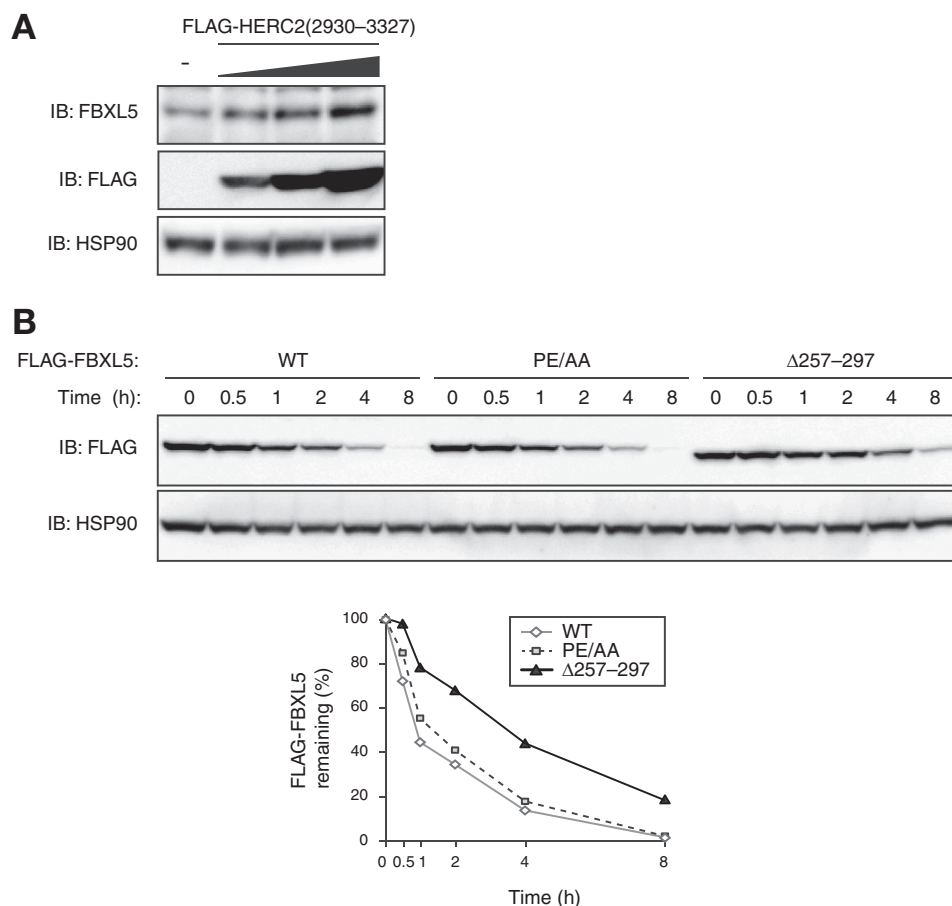 A
FLAG-HERC2(2930–3327)
-
IB: FBXL5
IB: FLAG
IB: HSP90
B
FLAG-FBXL5: WT PE/AA Δ257–297
Time (h): 0 0.5 1 2 4 8 0 0.5 1 2 4 8 0 0.5 1 2 4 8
IB: FLAG
IB: HSP90
FLAG-FBXL5
remaining (%)
100
80
60
40
20
0
WT
PE/AA
Δ257–297
0 0.5 1 2 4 8
Time (h)